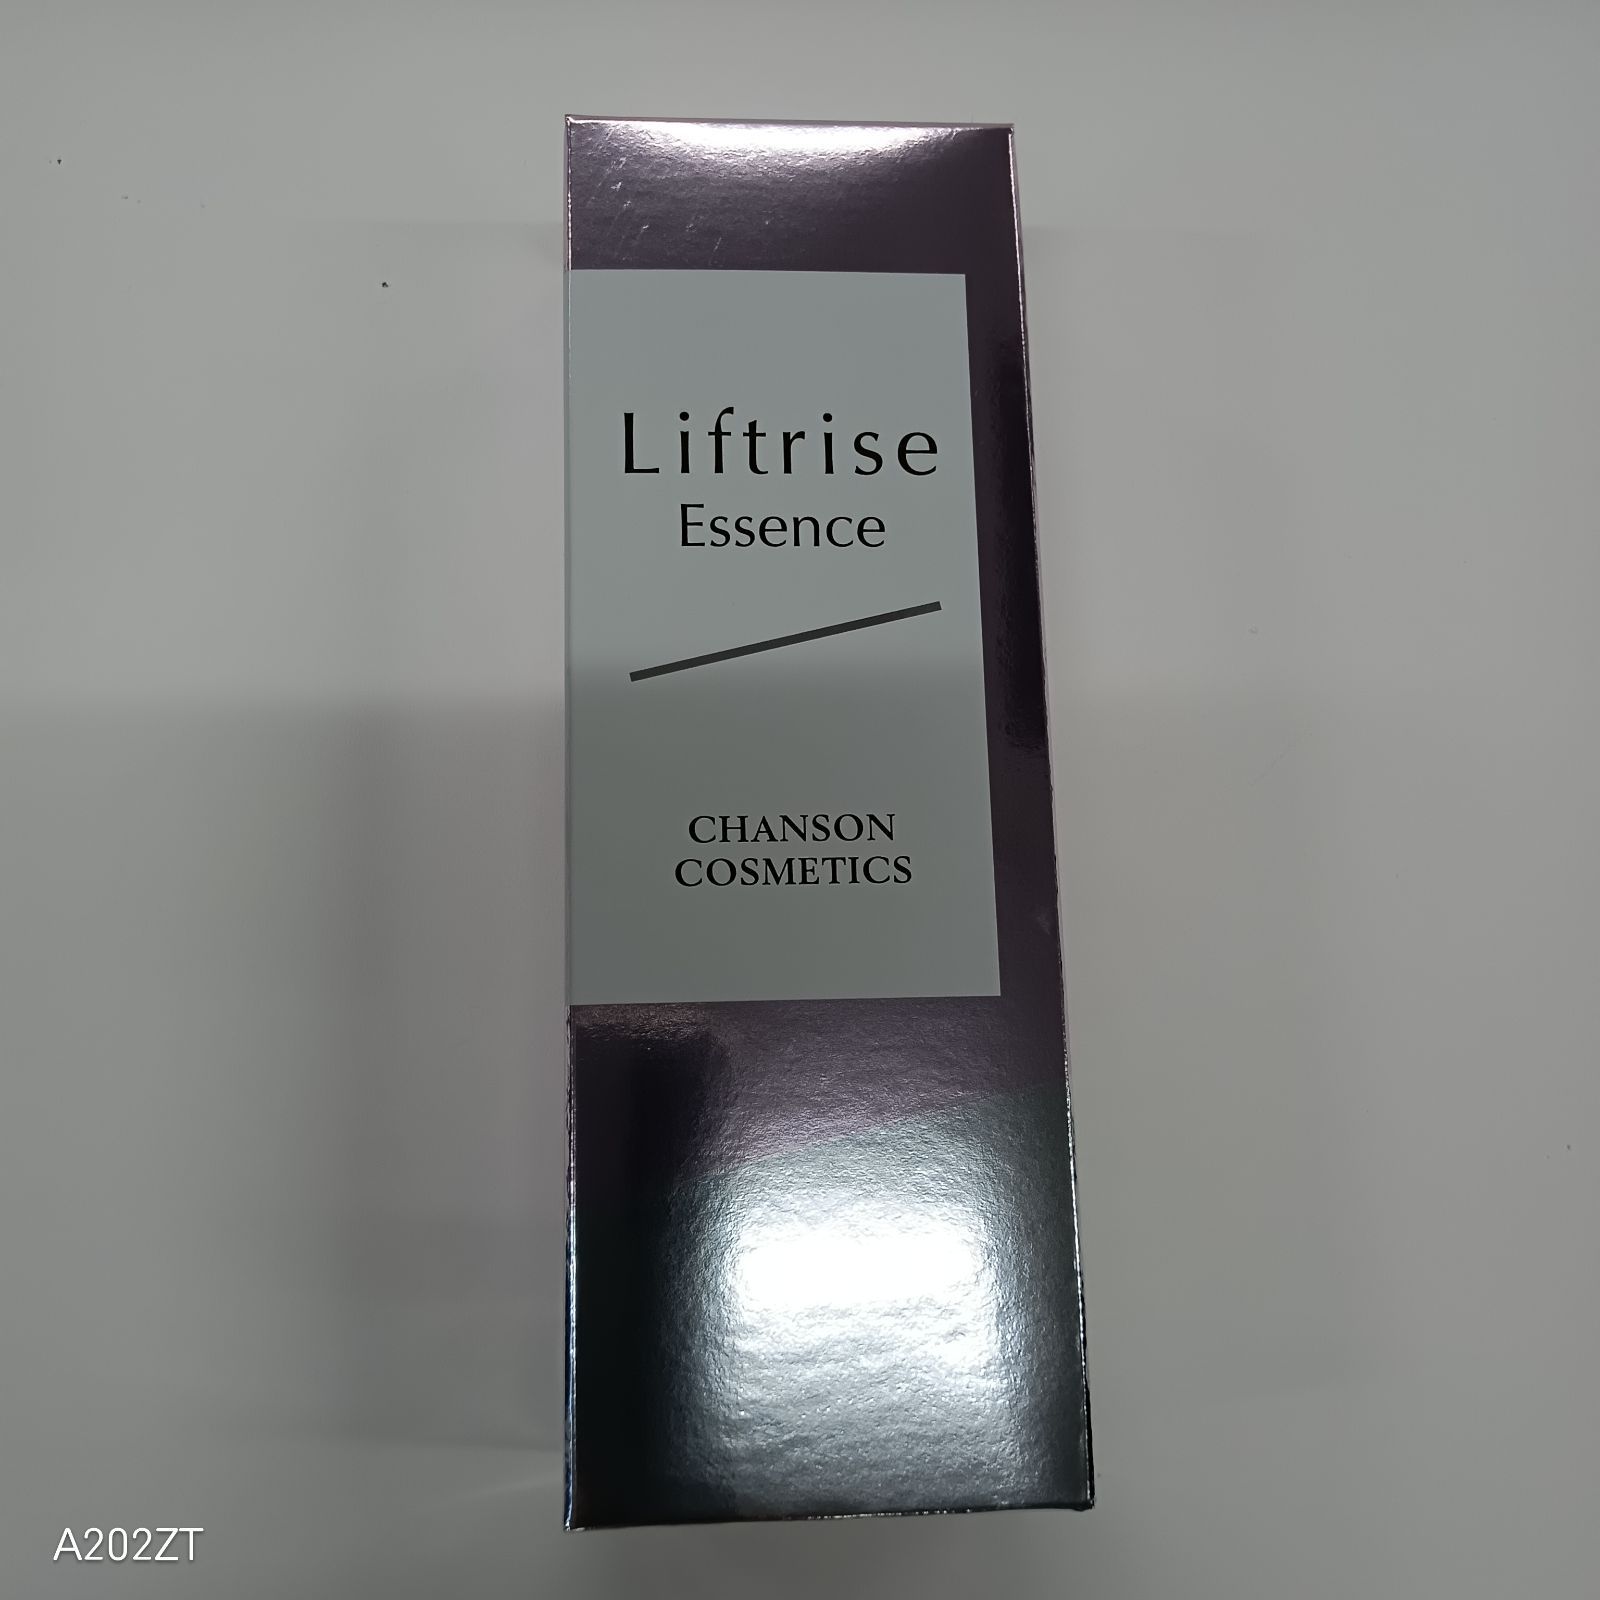 Liftrise
Essence
CHANSON
COSMETICS
A202ZT